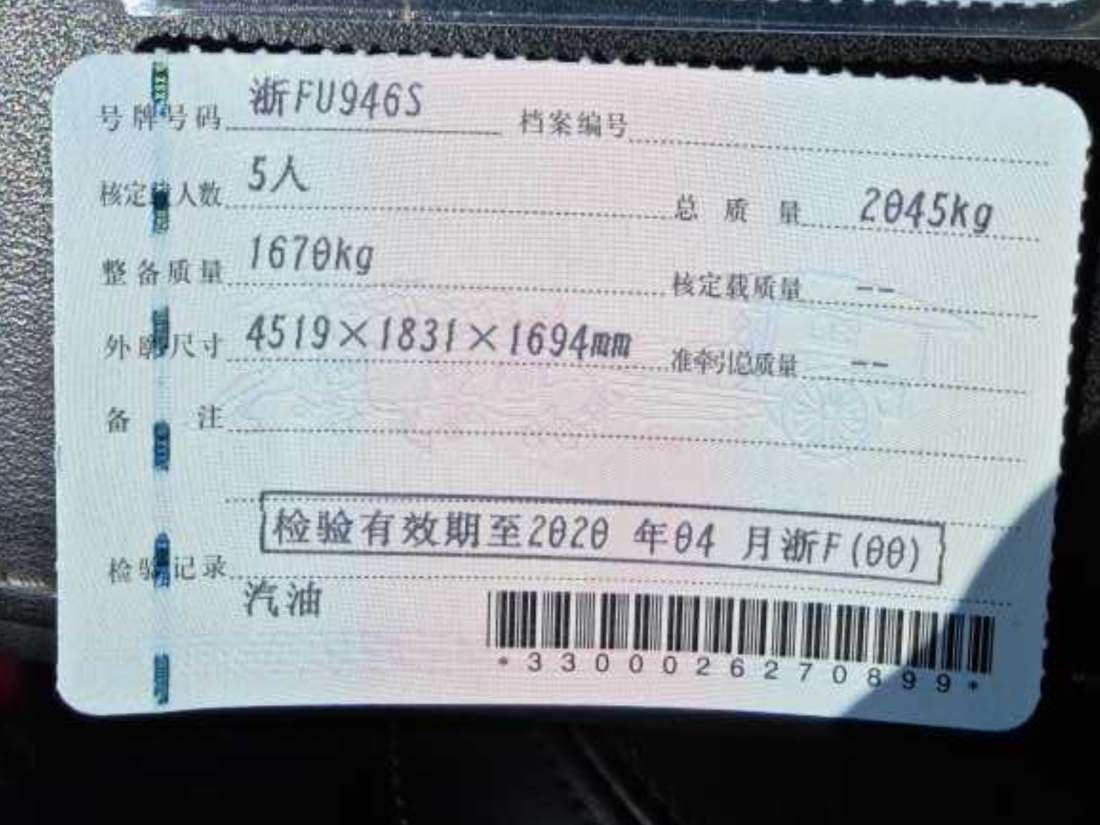 号牌号码 浙FU946S 档案编号
核定载人数 5人 总质量 2045kg
整备质量 1670kg 核定载质量 --
外廓尺寸 4519×1831×1694mm 准牵引总质量 --
备注
检验有效期至2020年04月浙F(00)
检验记录
汽油
*3300026270899*